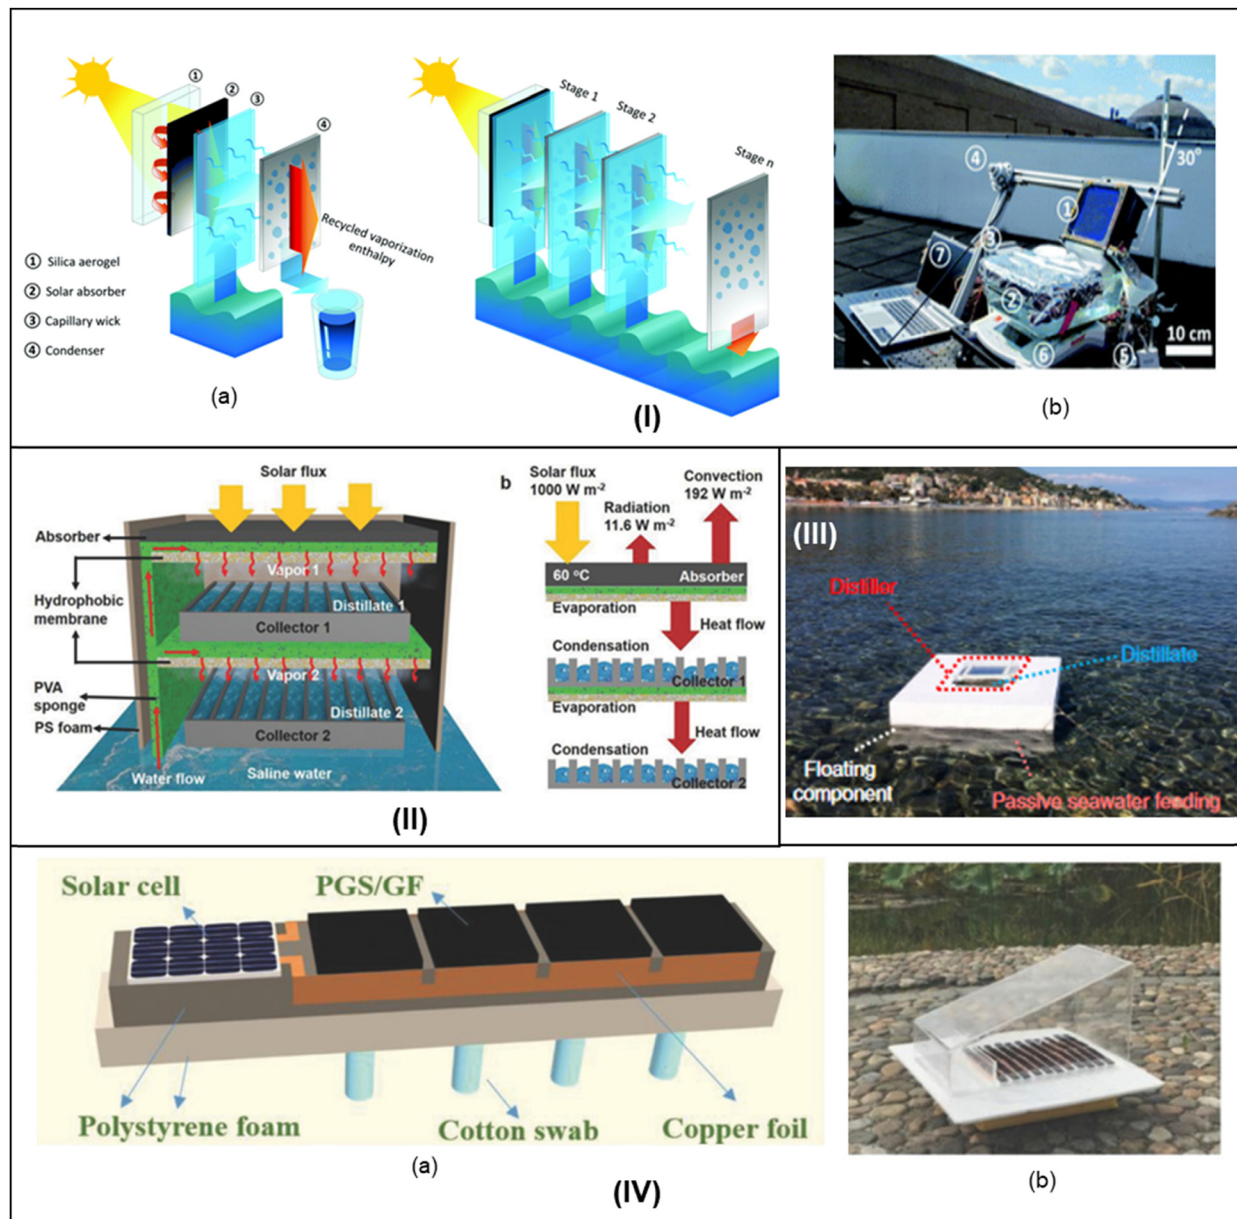 ①
②
③
④
Recycled vaporization
enthalpy
① Silica aerogel
② Solar absorber
③ Capillary wick
④ Condenser
(a)
Stage 1
Stage 2
Stage n
(I)
④
30°
①
③
⑦
②
⑥
⑤
10 cm
(b)
Solar flux
Absorber
Vapor 1
Hydrophobic
membrane
Distillate 1
Collector 1
Vapor 2
PVA
sponge
Distillate 2
PS foam
Collector 2
Water flow
Saline water
b
Solar flux
1000 W m-2
Convection
192 W m-2
Radiation
11.6 W m-2
60 °C
Absorber
Evaporation
Heat flow
Condensation
Collector 1
Evaporation
Heat flow
Condensation
Collector 2
(II)
(III)
Distiller
Distillate
Floating
component
Passive seawater feeding
Solar cell
PGS/GF
Polystyrene foam
Cotton swab
Copper foil
(a)
(b)
(IV)